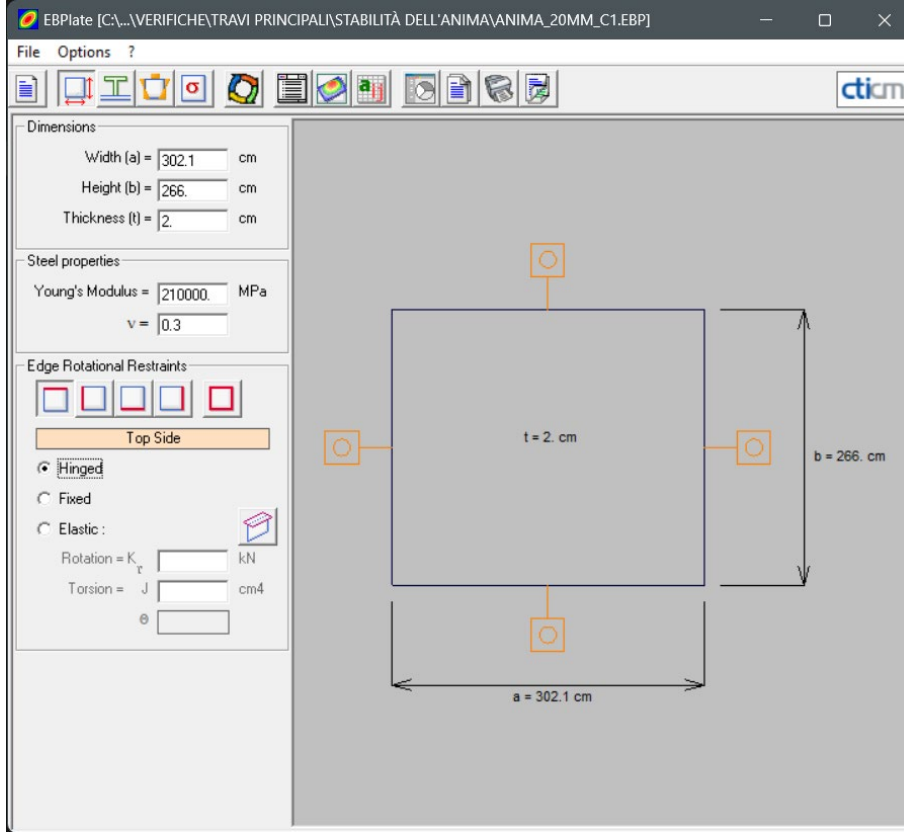 EBPlate [C:\...\VERIFICHE\TRAVI PRINCIPALI\STABILITÀ DELL'ANIMA\ANIMA_20MM_C1.EBP]
File Options ?
σ
cticm
Dimensions
Width (a) = 302.1 cm
Height (b) = 266. cm
Thickness (t) = 2. cm
Steel properties
Young's Modulus = 210000. MPa
ν = 0.3
Edge Rotational Restraints
Top Side
Hinged
Fixed
Elastic :
Rotation = Kr kN
Torsion = J cm4
Θ
t = 2. cm
b = 266. cm
a = 302.1 cm